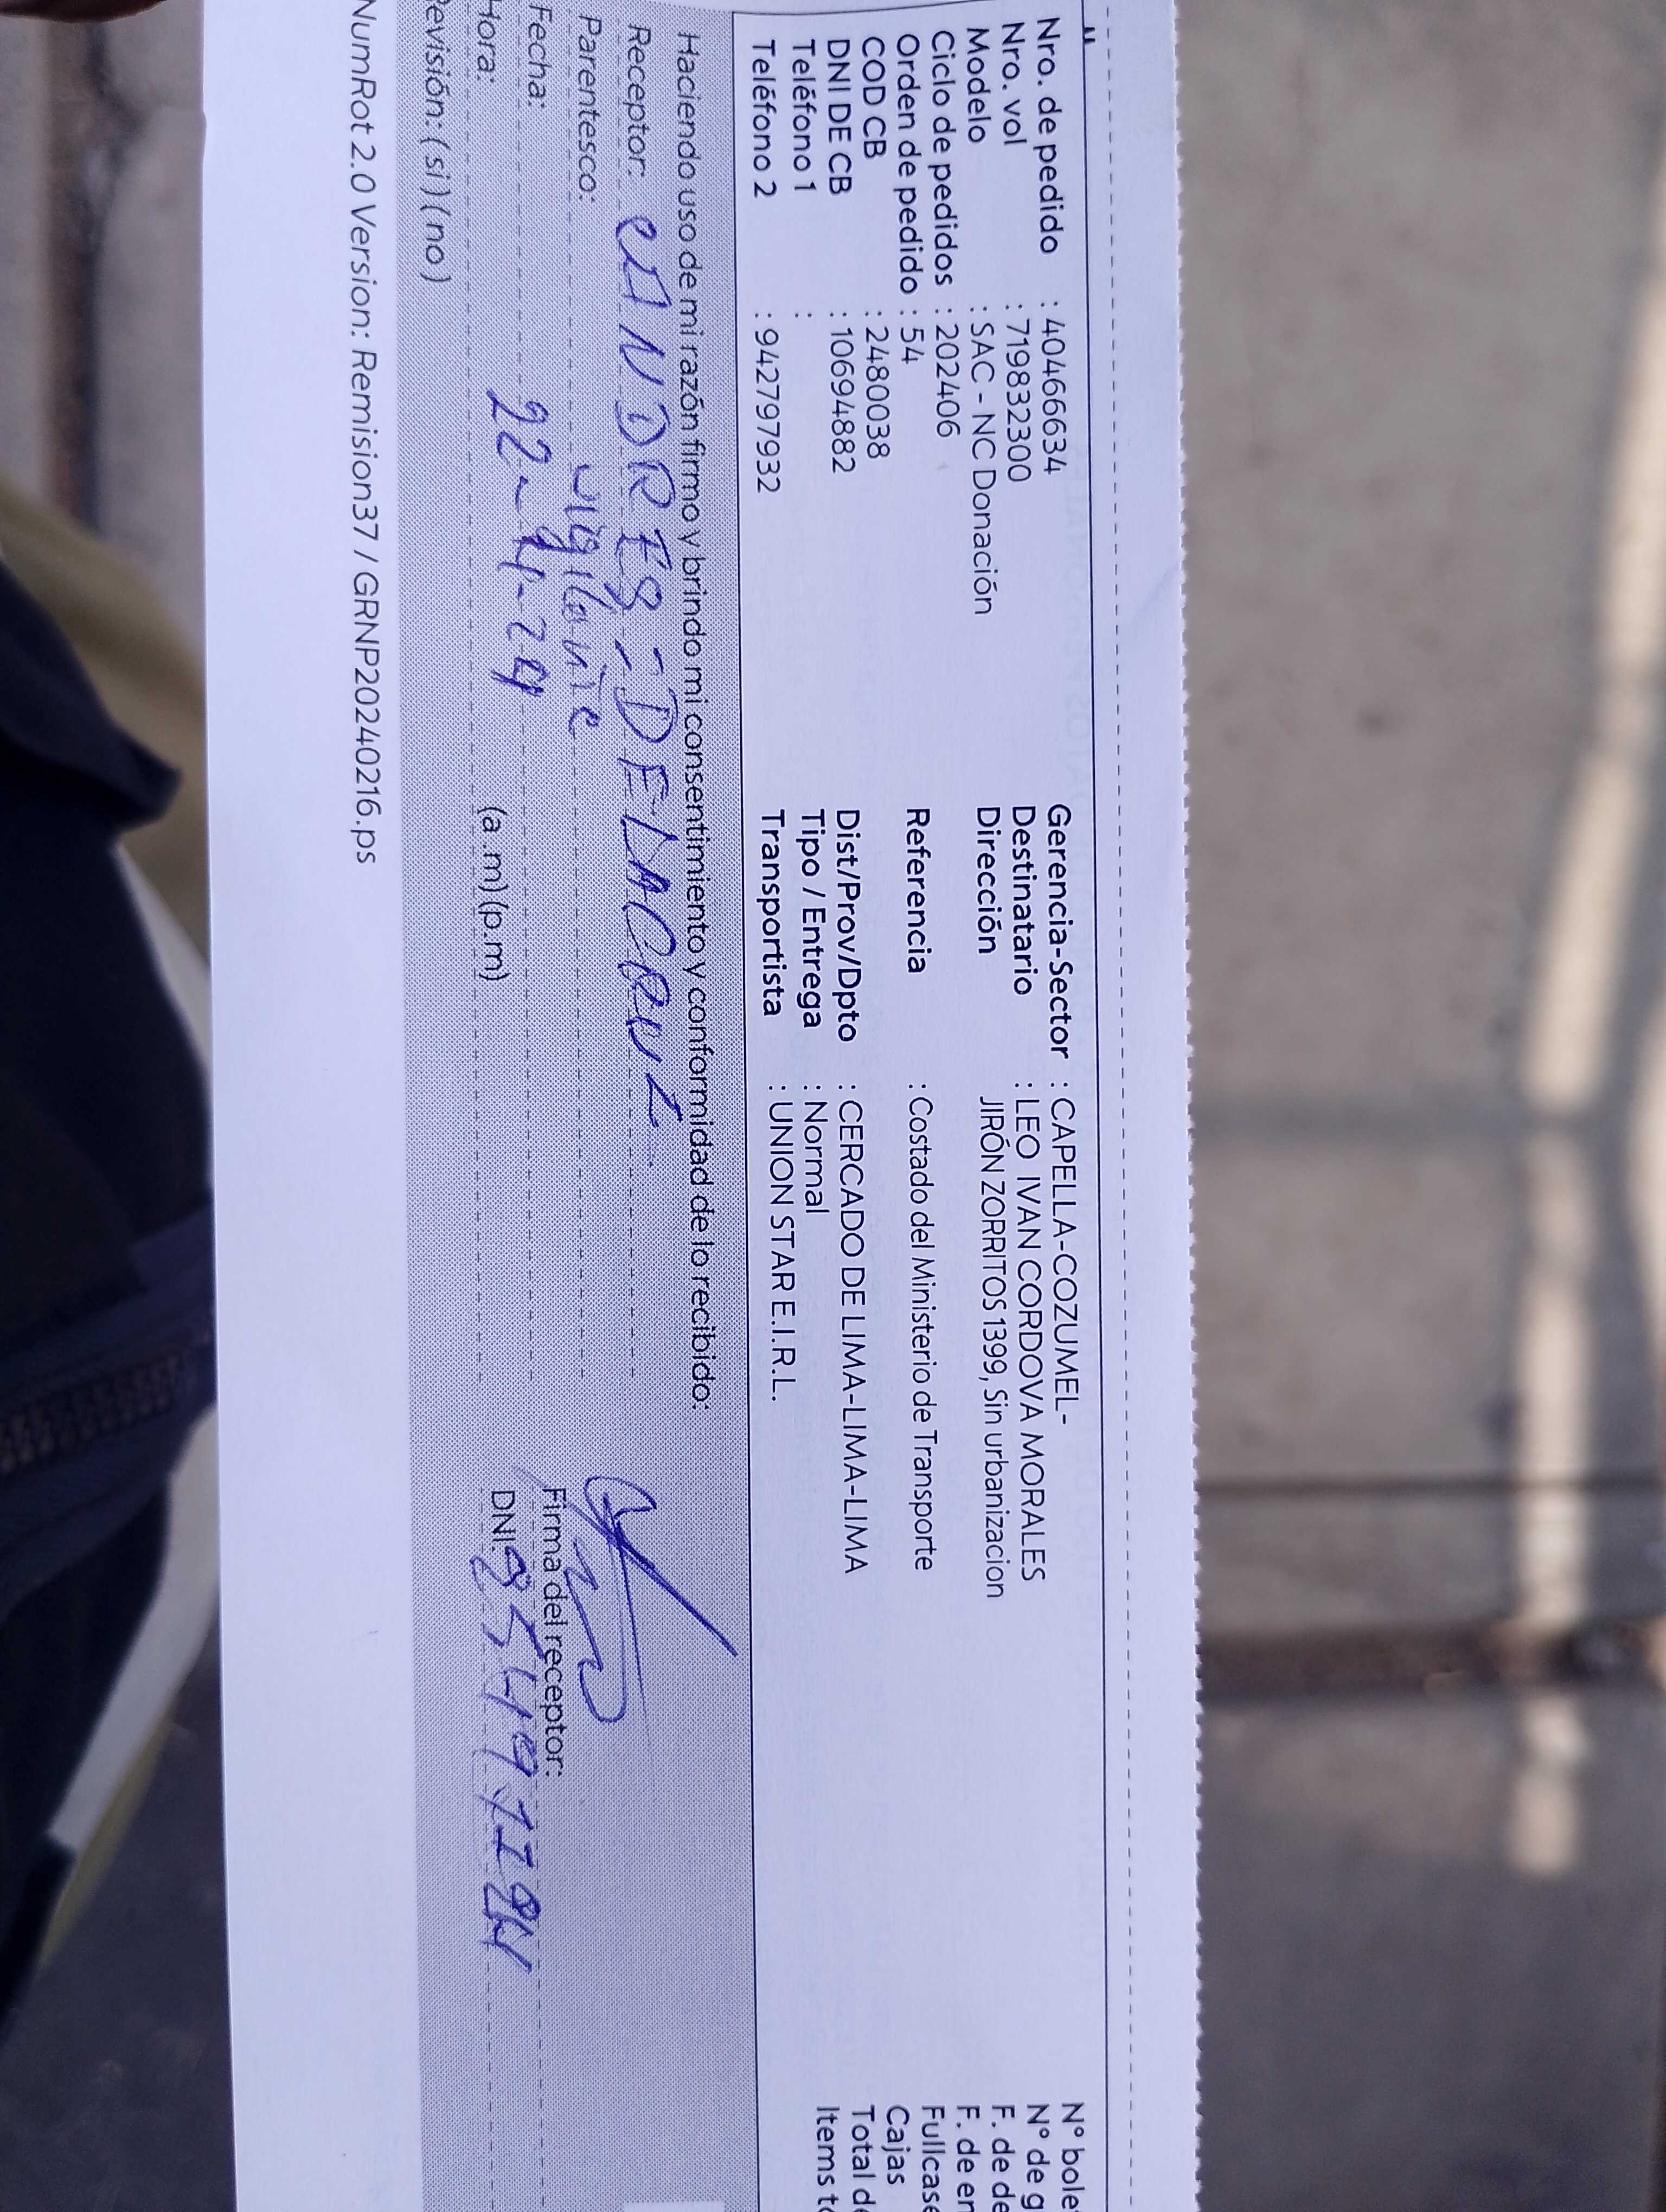 Nro. de pedido : 40466634
Nro. vol : 719832300
Modelo : SAC - NC Donación
Ciclo de pedidos : 202406
Orden de pedido : 54
COD CB : 2480038
DNI DE CB : 10694882
Teléfono 1 :
Teléfono 2 : 942797932
Gerencia-Sector : CAPELLA-COZUMEL-
Destinatario : LEO IVAN CORDOVA MORALES
Dirección JIRÓN ZORRITOS 1399, Sin urbanizacion
Referencia : Costado del Ministerio de Transporte
Dist/Prov/Dpto : CERCADO DE LIMA-LIMA-LIMA
Tipo / Entrega : Normal
Transportista : UNION STAR E.I.R.L.
N° bole
N° de g
F. de de
F. de en
Fullcase
Cajas
Total de
Items to
Haciendo uso de mi razón firmo y brindo mi consentimiento y conformidad de lo recibido:
Receptor: ANDRES DELACRUZ
Parentesco: vigilante
Fecha: 22-4-24
Hora: (a.m)(p.m)
Revisión: (si)(no)
Firma del receptor:
DNI
NumRot 2.0 Version: Remision37 / GRNP20240216.ps